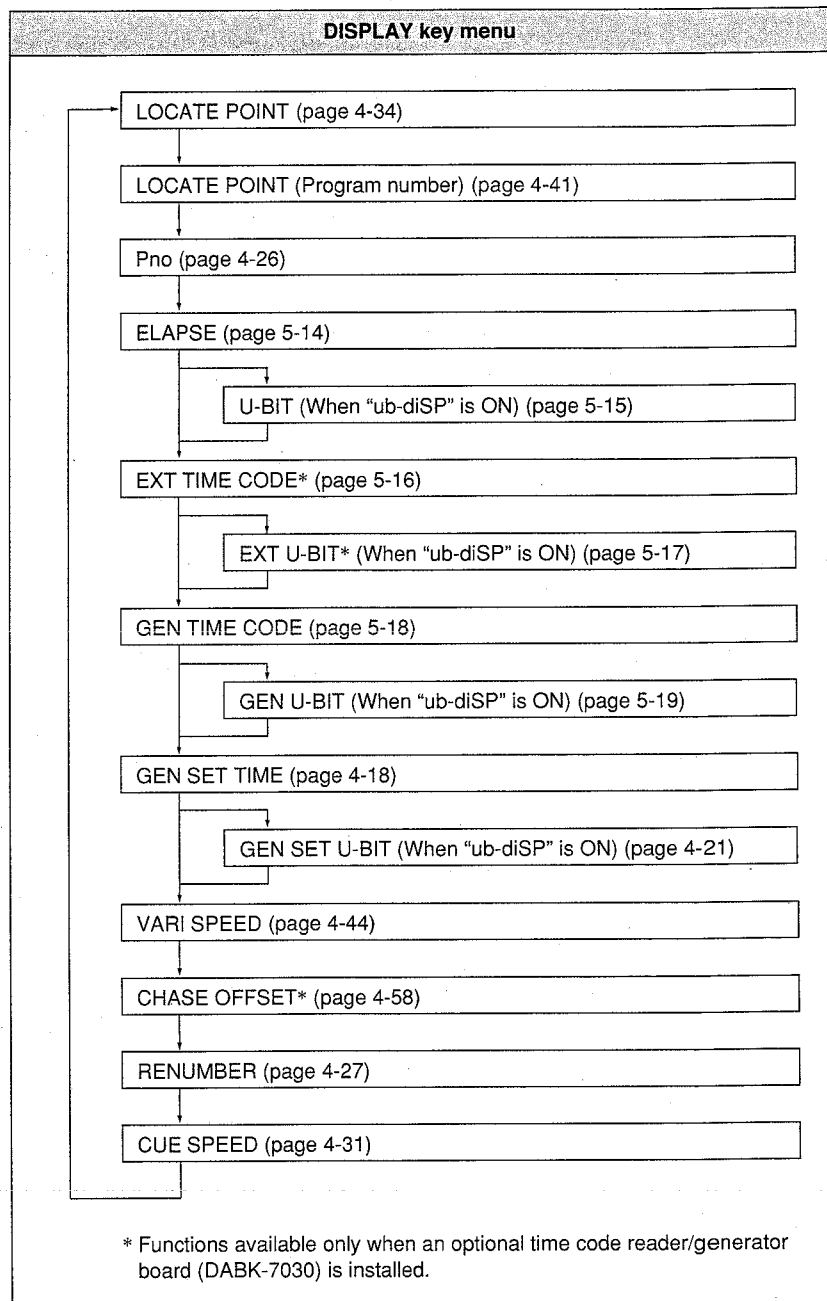 DISPLAY key menu
LOCATE POINT (page 4-34)
LOCATE POINT (Program number) (page 4-41)
Pno (page 4-26)
ELAPSE (page 5-14)
U-BIT (When “ub-diSP” is ON) (page 5-15)
EXT TIME CODE* (page 5-16)
EXT U-BIT* (When “ub-diSP” is ON) (page 5-17)
GEN TIME CODE (page 5-18)
GEN U-BIT (When “ub-diSP” is ON) (page 5-19)
GEN SET TIME (page 4-18)
GEN SET U-BIT (When “ub-diSP” is ON) (page 4-21)
VARI SPEED (page 4-44)
CHASE OFFSET* (page 4-58)
RENUMBER (page 4-27)
CUE SPEED (page 4-31)
* Functions available only when an optional time code reader/generator
board (DABK-7030) is installed.